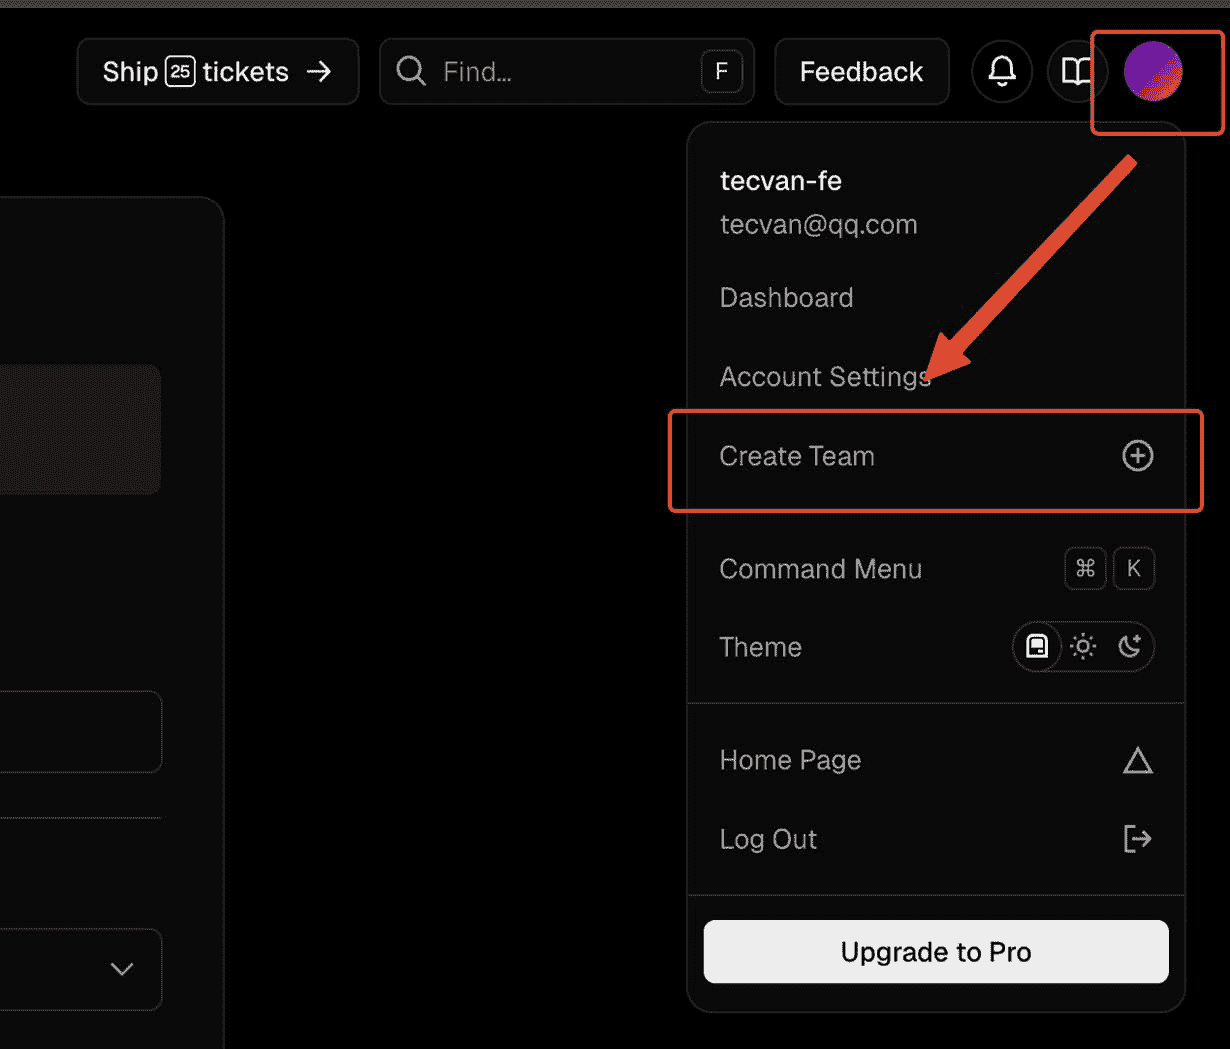 Ship 25 tickets →
Find...
F
Feedback
tecvan-fe
tecvan@qq.com
Dashboard
Account Settings
Create Team
Command Menu ⌘ K
Theme
Home Page
Log Out
Upgrade to Pro